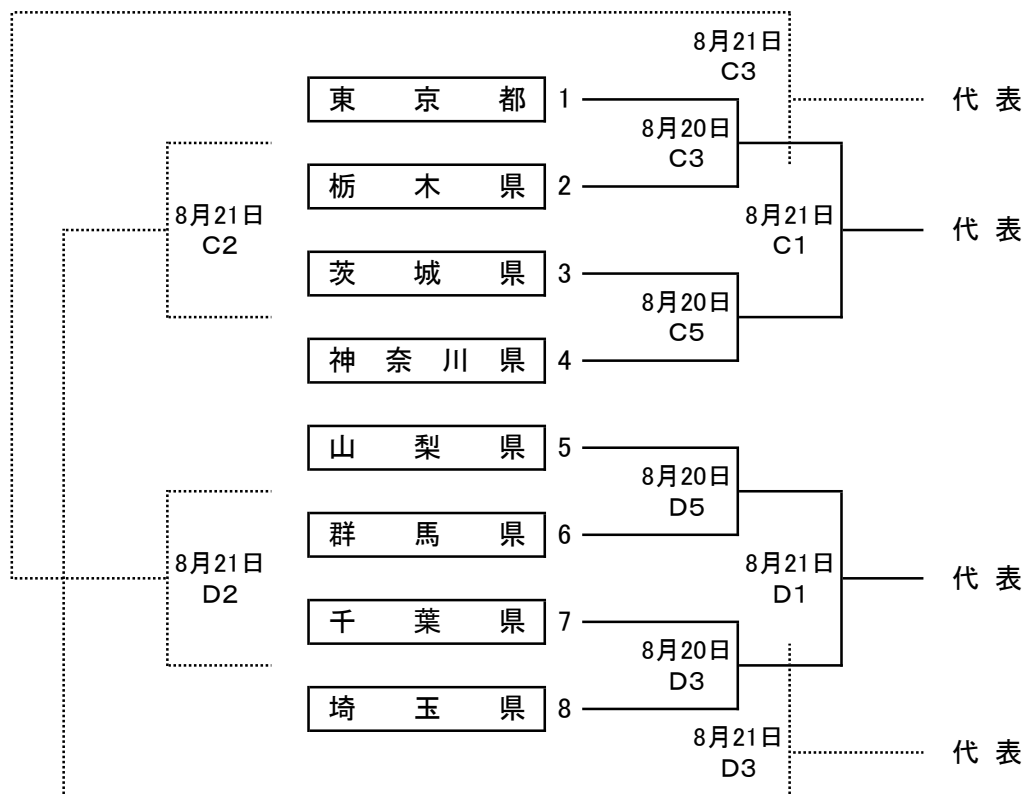 8月21日
C3
東京都 1
代表
8月20日
C3
栃木県 2
8月21日
C2
8月21日
C1
代表
茨城県 3
8月20日
C5
神奈川県 4
山梨県 5
8月20日
D5
群馬県 6
8月21日
D2
8月21日
D1
代表
千葉県 7
8月20日
D3
埼玉県 8
8月21日
D3
代表